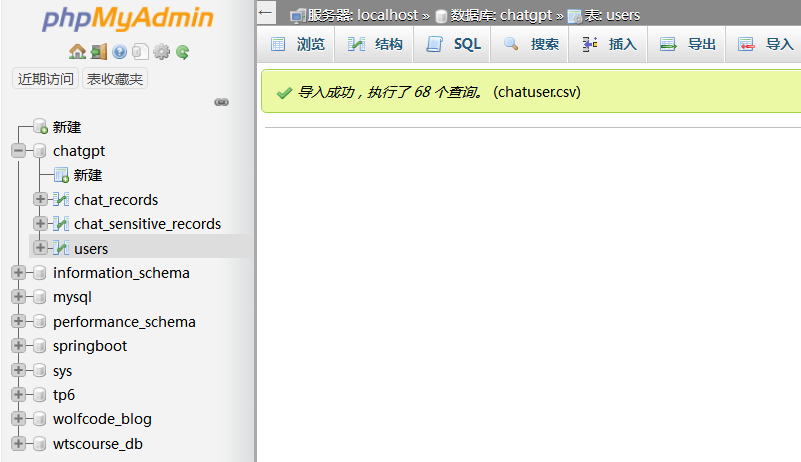 phpMyAdmin
近期访问 表收藏夹
新建
chatgpt
新建
chat_records
chat_sensitive_records
users
information_schema
mysql
performance_schema
springboot
sys
tp6
wolfcode_blog
wtscourse_db
服务器: localhost » 数据库: chatgpt » 表: users
浏览 结构 SQL 搜索 插入 导出 导入
导入成功，执行了 68 个查询。 (chatuser.csv)